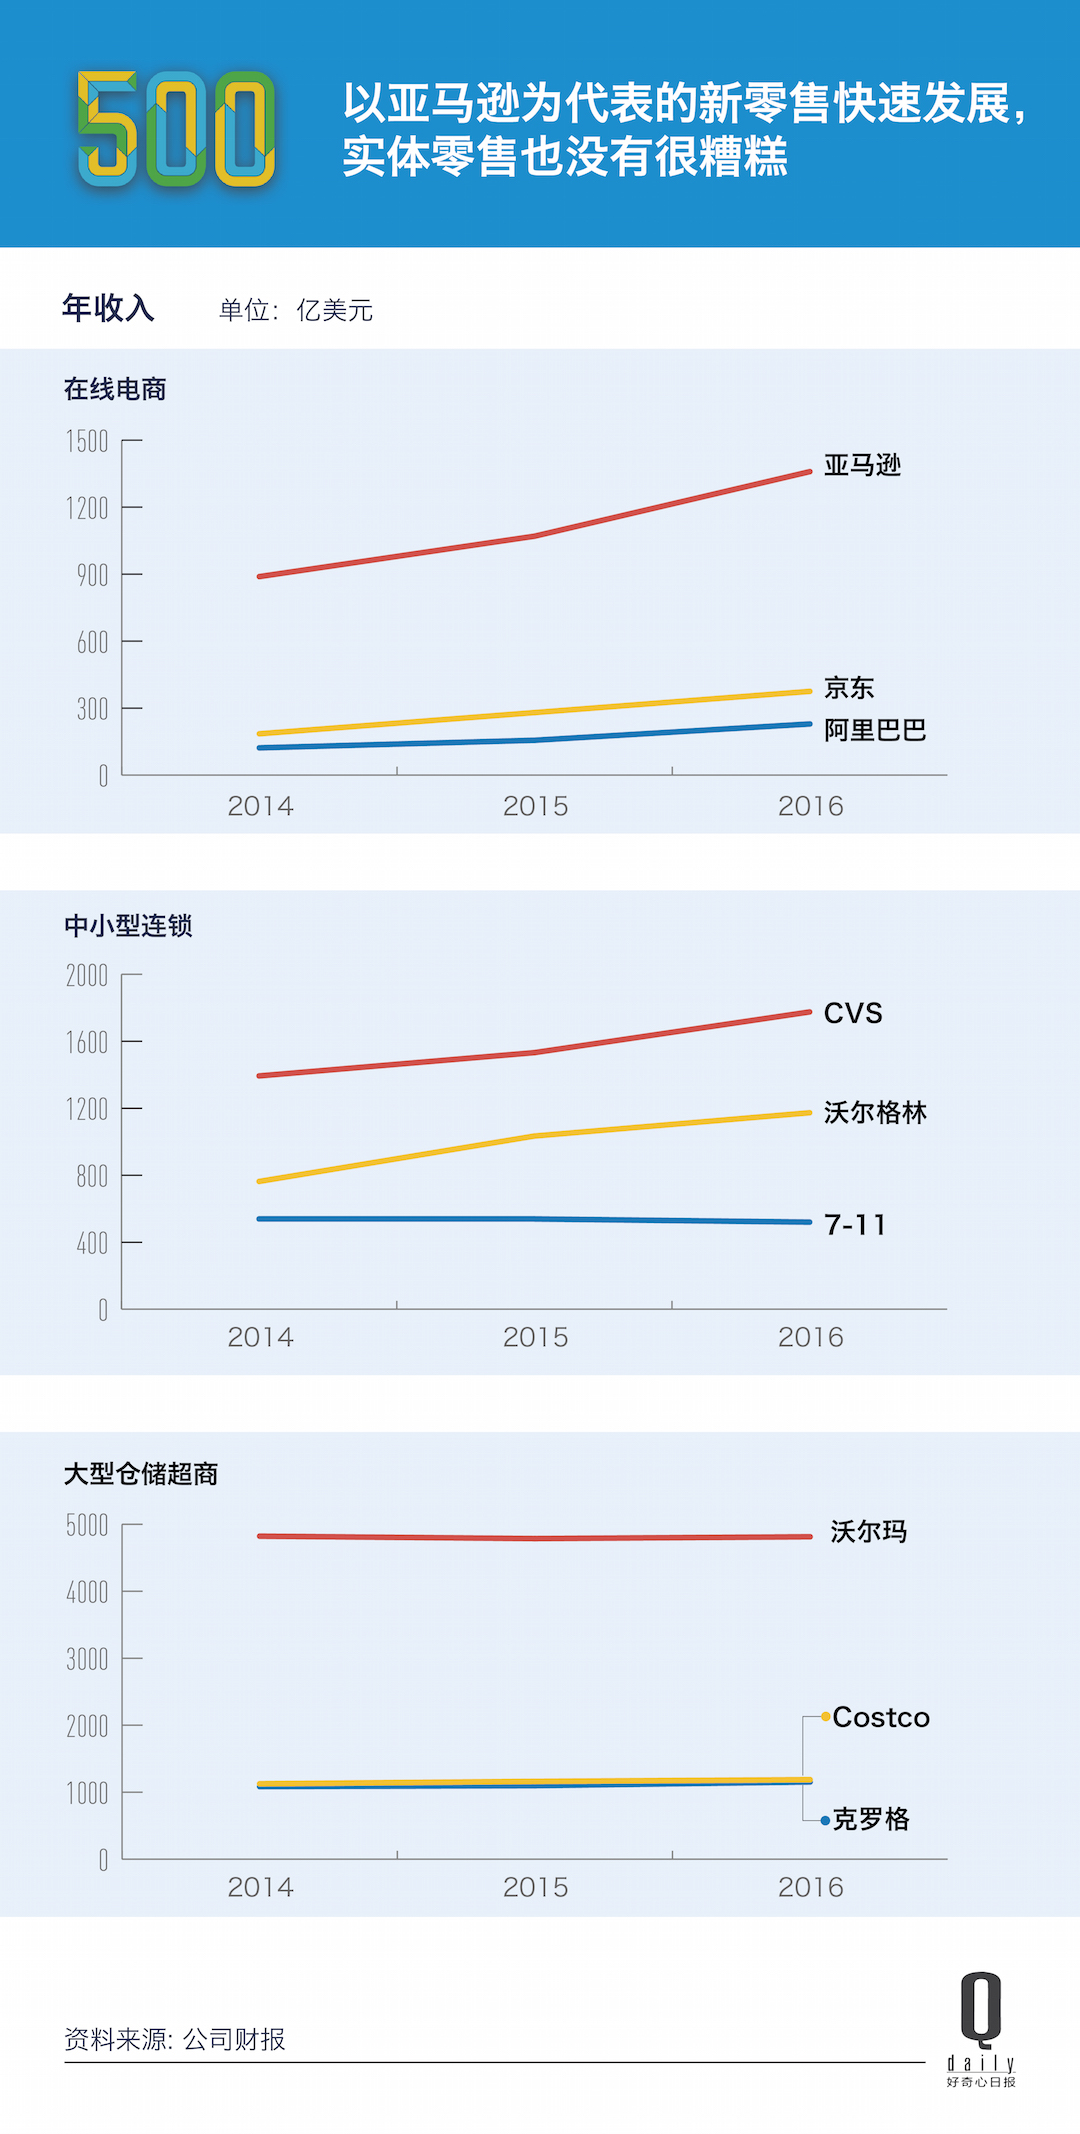 500
以亚马逊为代表的新零售快速发展,
实体零售也没有很糟糕
年收入 单位：亿美元
在线电商
1500
1200
900
600
300
0
亚马逊
京东
阿里巴巴
2014 2015 2016
中小型连锁
2000
1600
1200
800
400
0
CVS
沃尔格林
7-11
2014 2015 2016
大型仓储超商
5000
4000
3000
2000
1000
0
沃尔玛
Costco
克罗格
2014 2015 2016
资料来源: 公司财报
Q
daily
好奇心日报